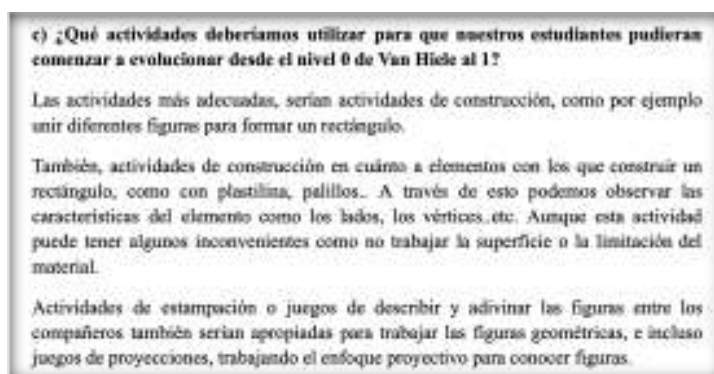 c) ¿Qué actividades deberíamos utilizar para que nuestros estudiantes pudieran
comenzar a evolucionar desde el nivel 0 de Van Hiele al 1?
Las actividades más adecuadas, serían actividades de construcción, como por ejemplo
unir diferentes figuras para formar un rectángulo.
También, actividades de construcción en cuánto a elementos con los que construir un
rectángulo, como con plastilina, palillos.. A través de esto podemos observar las
características del elemento como los lados, los vértices..etc. Aunque esta actividad
puede tener algunos inconvenientes como no trabajar la superficie o la limitación del
material.
Actividades de estampación o juegos de describir y adivinar las figuras entre los
compañeros también serían apropiadas para trabajar las figuras geométricas, e incluso
juegos de proyecciones, trabajando el enfoque proyectivo para conocer figuras.